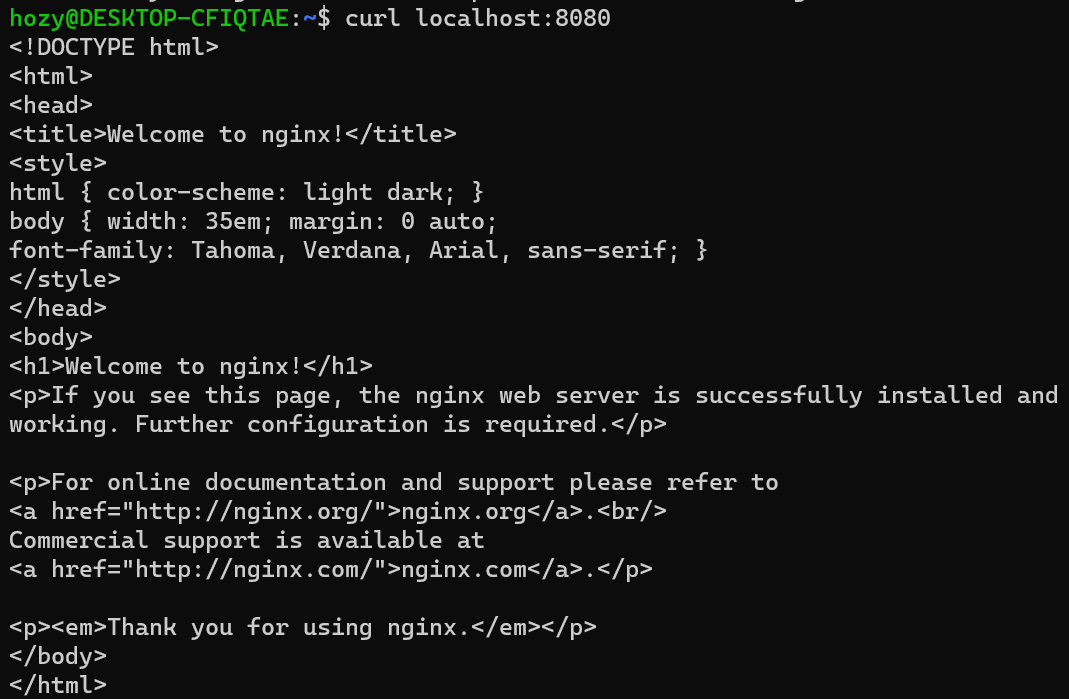 hozy@DESKTOP-CFIQTAE:~$ curl localhost:8080
<!DOCTYPE html>
<html>
<head>
<title>Welcome to nginx!</title>
<style>
html { color-scheme: light dark; }
body { width: 35em; margin: 0 auto;
font-family: Tahoma, Verdana, Arial, sans-serif; }
</style>
</head>
<body>
<h1>Welcome to nginx!</h1>
<p>If you see this page, the nginx web server is successfully installed and
working. Further configuration is required.</p>

<p>For online documentation and support please refer to
<a href="http://nginx.org/">nginx.org</a>.<br/>
Commercial support is available at
<a href="http://nginx.com/">nginx.com</a>.</p>

<p><em>Thank you for using nginx.</em></p>
</body>
</html>